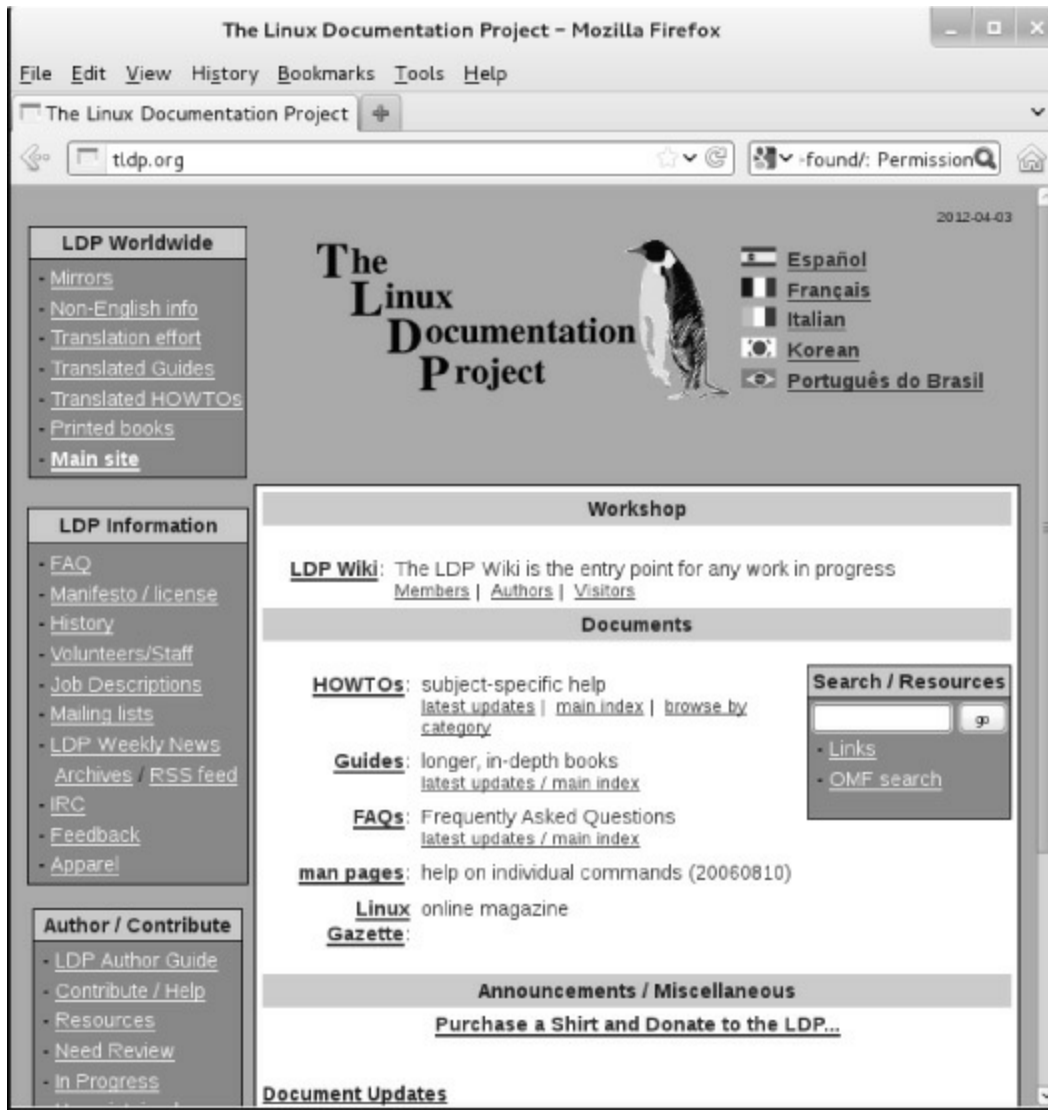 The Linux Documentation Project – Mozilla Firefox
File Edit View History Bookmarks Tools Help
The Linux Documentation Project
tldp.org
-found/: Permission
2012-04-03
LDP Worldwide
- Mirrors
- Non-English info
- Translation effort
- Translated Guides
- Translated HOWTOs
- Printed books
- Main site
The
Linux
Documentation
Project
Español
Français
Italian
Korean
Português do Brasil
LDP Information
- FAQ
- Manifesto / license
- History
- Volunteers/Staff
- Job Descriptions
- Mailing lists
- LDP Weekly News
Archives / RSS feed
- IRC
- Feedback
- Apparel
Author / Contribute
- LDP Author Guide
- Contribute / Help
- Resources
- Need Review
- In Progress
Workshop
LDP Wiki: The LDP Wiki is the entry point for any work in progress
Members | Authors | Visitors
Documents
HOWTOs: subject-specific help
latest updates | main index | browse by
category
Guides: longer, in-depth books
latest updates / main index
FAQs: Frequently Asked Questions
latest updates / main index
man pages: help on individual commands (20060810)
Linux online magazine
Gazette:
Search / Resources
go
- Links
- OMF search
Announcements / Miscellaneous
Purchase a Shirt and Donate to the LDP...
Document Updates